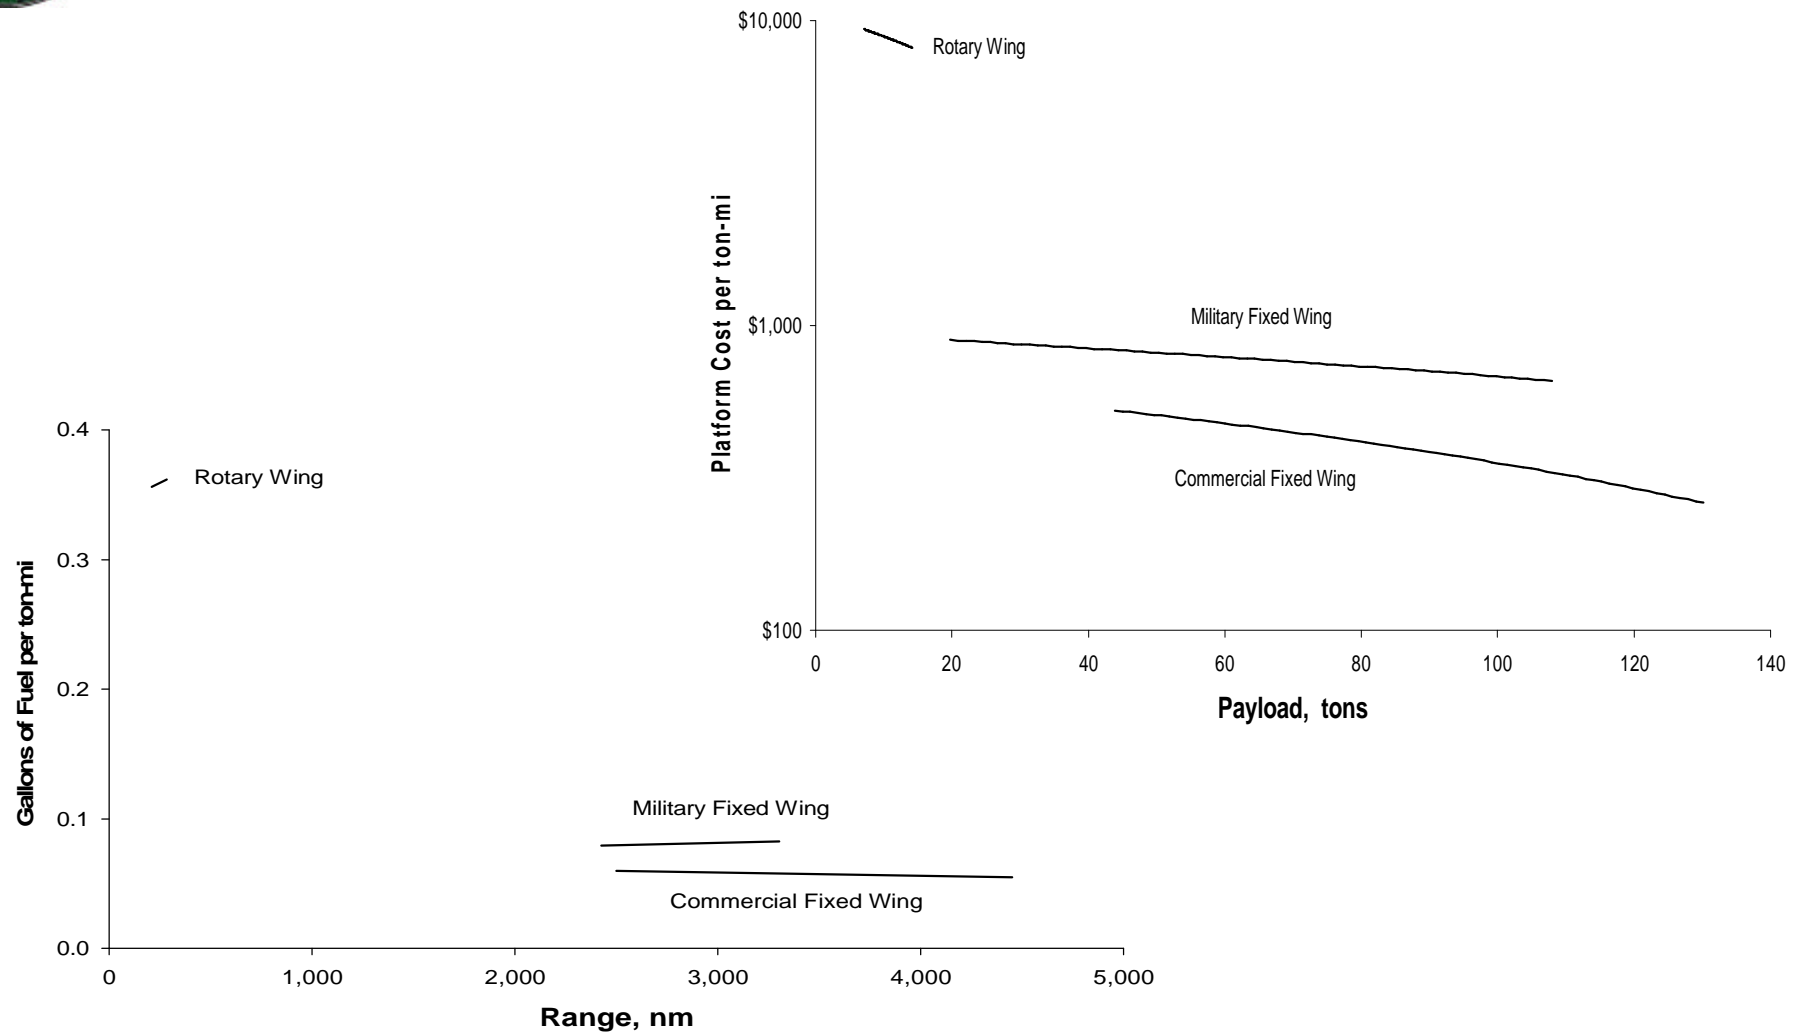 $10,000
Rotary Wing
Platform Cost per ton-mi
Military Fixed Wing
$1,000
Commercial Fixed Wing
$100
0 20 40 60 80 100 120 140
Payload, tons
0.4
Rotary Wing
0.3
Gallons of Fuel per ton-mi
0.2
Military Fixed Wing
0.1
Commercial Fixed Wing
0.0
0 1,000 2,000 3,000 4,000 5,000
Range, nm